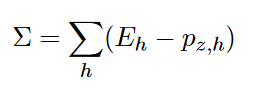 Σ = ∑_h (E_h − p_{z,h})